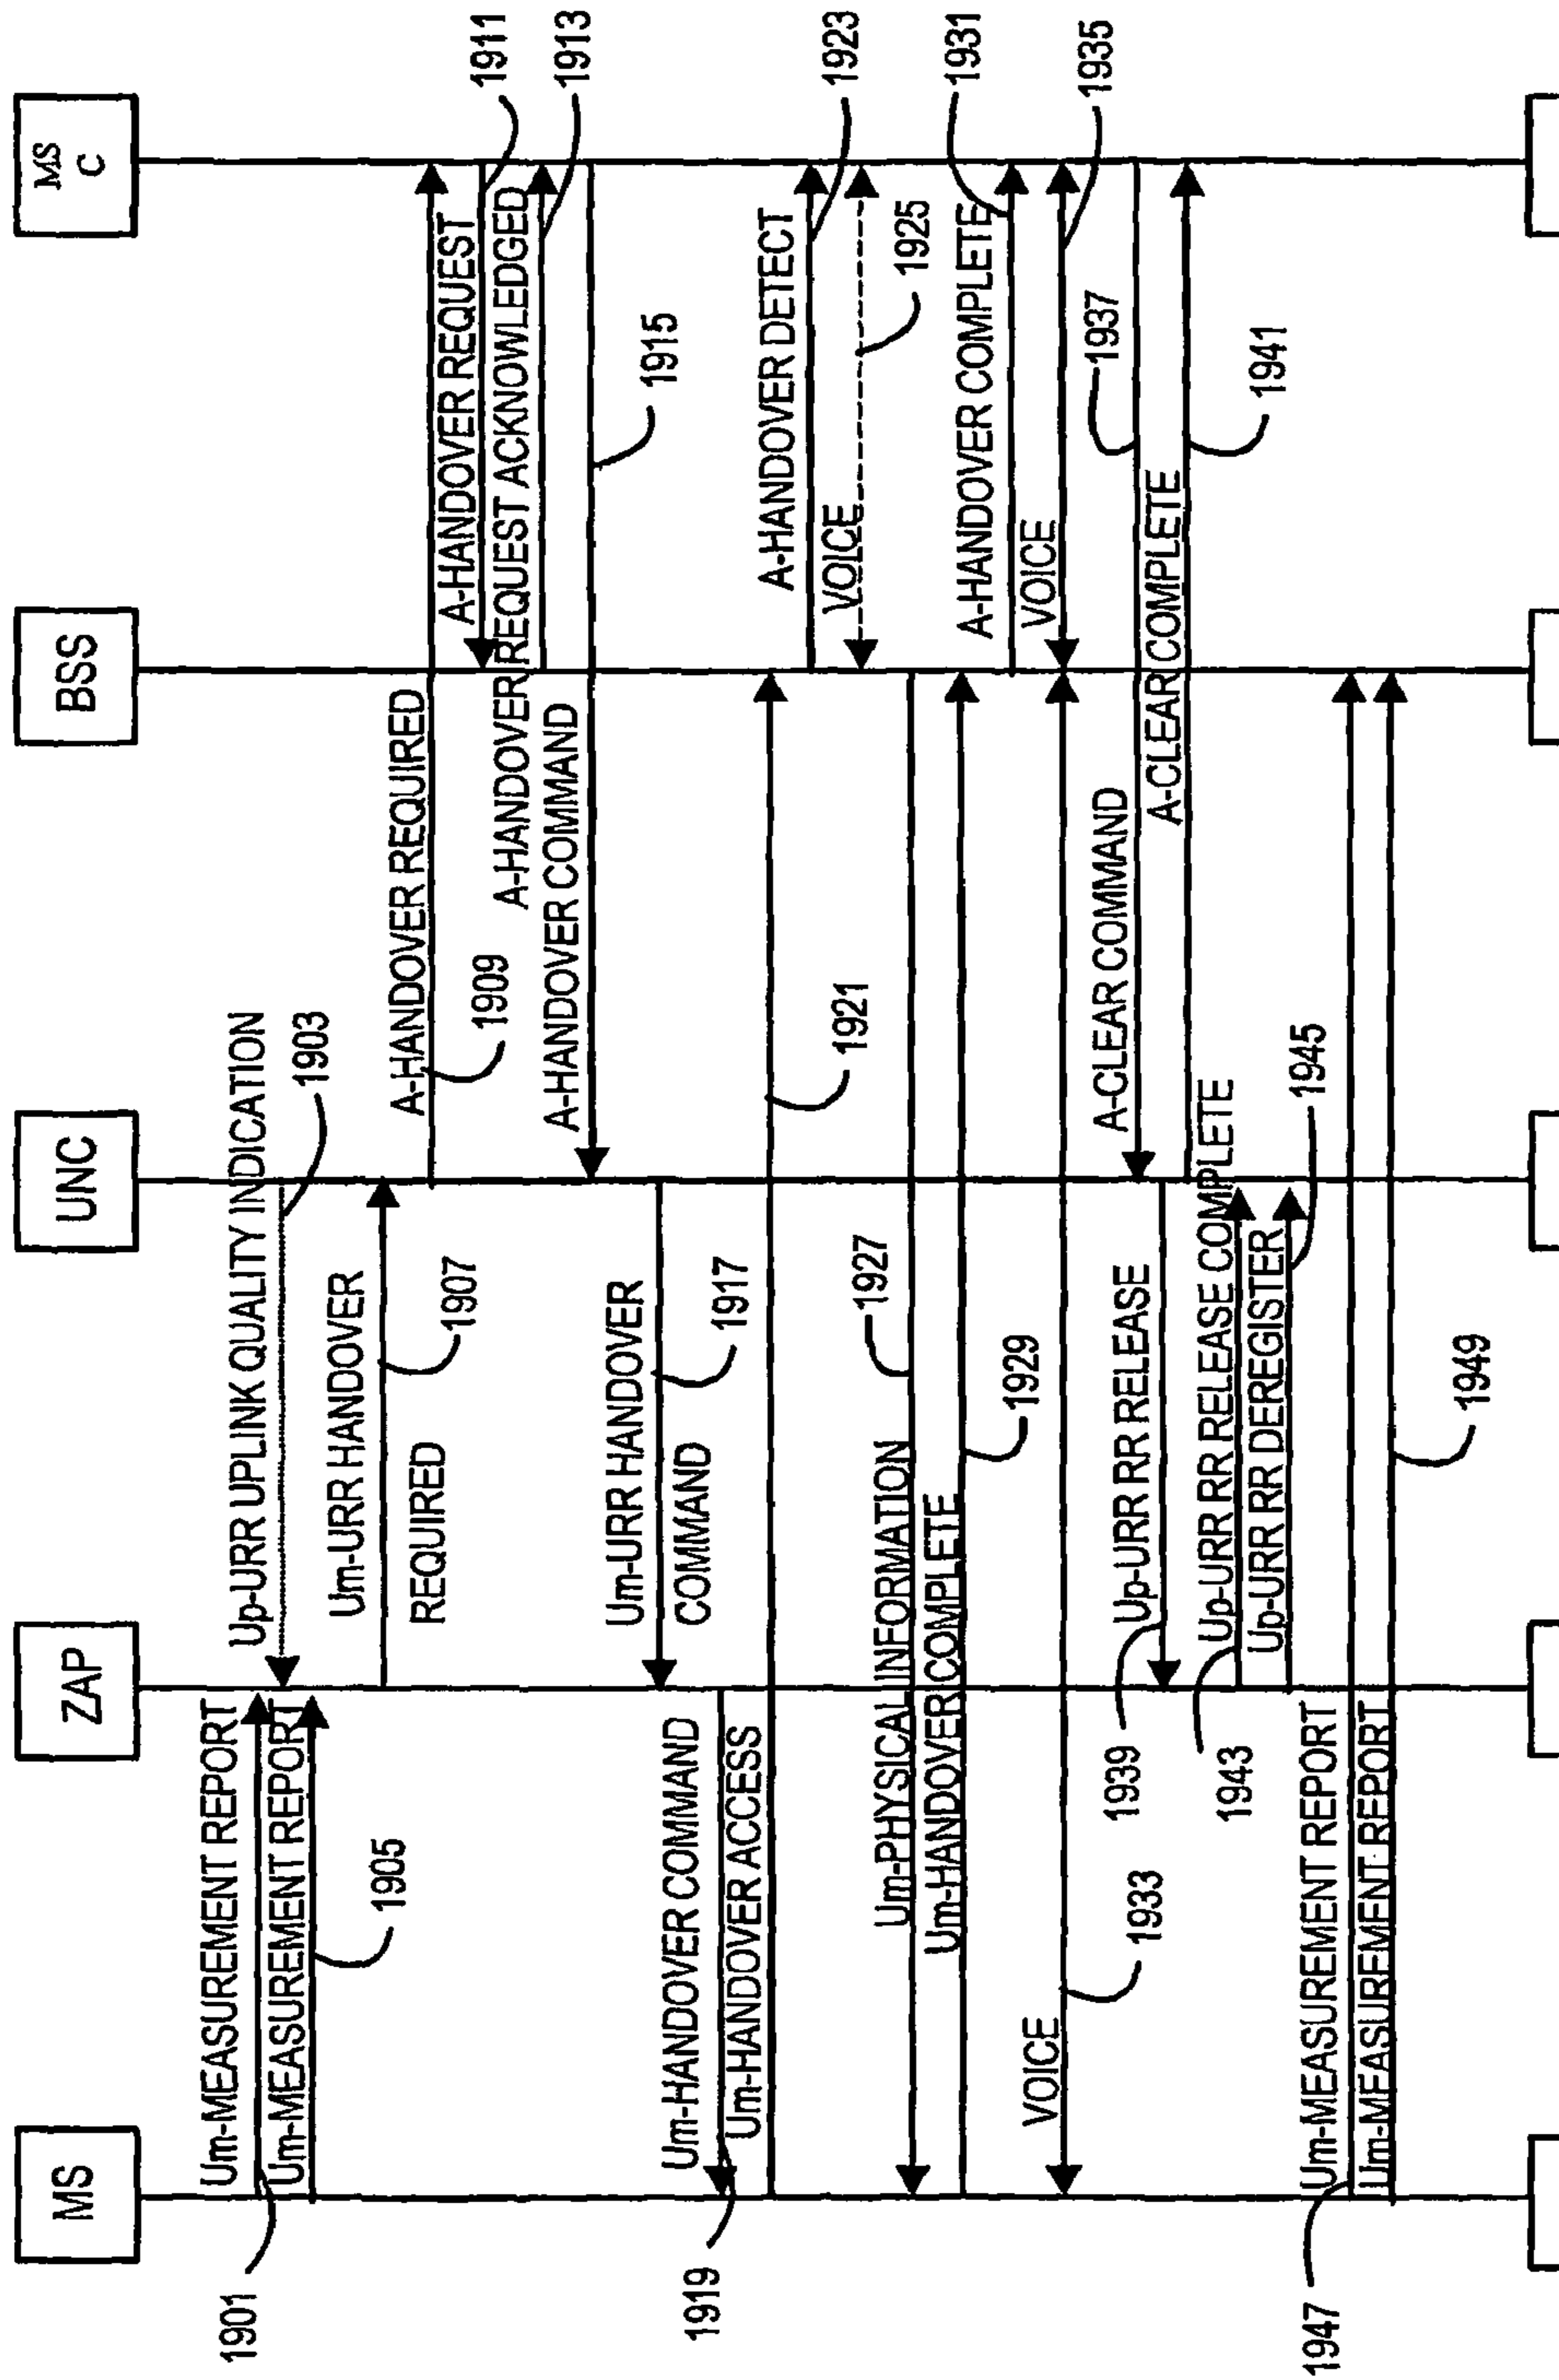 MS
ZAP
UNC
BSS
MS
C
Um-MEASUREMENT REPORT
1901
Up-URR UPLINK QUALITY INDICATION
1903
Um-MEASUREMENT REPORT
1905
Um-URR HANDOVER
REQUIRED
1907
A-HANDOVER REQUIRED
1909
A-HANDOVER REQUEST
1911
A-HANDOVER REQUEST ACKNOWLEDGED
1913
A-HANDOVER COMMAND
1915
Um-URR HANDOVER
COMMAND
1917
Um-HANDOVER COMMAND
1919
Um-HANDOVER ACCESS
1921
A-HANDOVER DETECT
1923
VOICE
1925
Um-PHYSICAL INFORMATION
1927
Um-HANDOVER COMPLETE
1929
A-HANDOVER COMPLETE
1931
VOICE
1933
VOICE
1935
A-CLEAR COMMAND
1937
Up-URR RR RELEASE
1939
A-CLEAR COMPLETE
1941
Up-URR RR RELEASE COMPLETE
1943
Up-URR RR DEREGISTER
1945
Um-MEASUREMENT REPORT
1947
Um-MEASUREMENT REPORT
1949